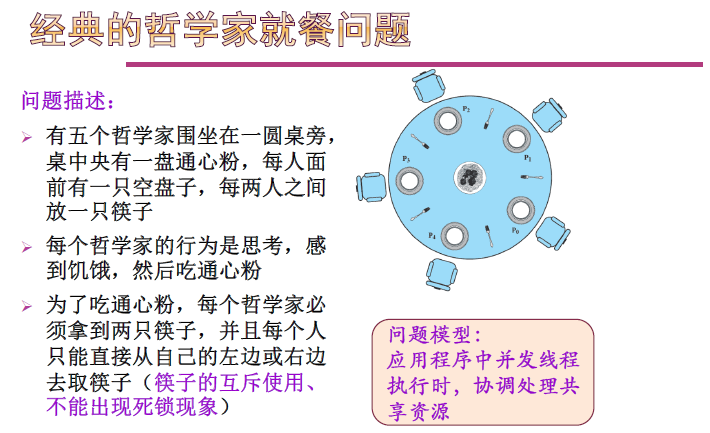 经典的哲学家就餐问题
问题描述：
有五个哲学家围坐在一圆桌旁，
桌中央有一盘通心粉，每人面
前有一只空盘子，每两人之间
放一只筷子
每个哲学家的行为是思考，感
到饥饿，然后吃通心粉
为了吃通心粉，每个哲学家必
须拿到两只筷子，并且每个人
只能直接从自己的左边或右边
去取筷子（筷子的互斥使用、
不能出现死锁现象）
P2
P1
P3
P0
P4
问题模型：
应用程序中并发线程
执行时，协调处理共
享资源